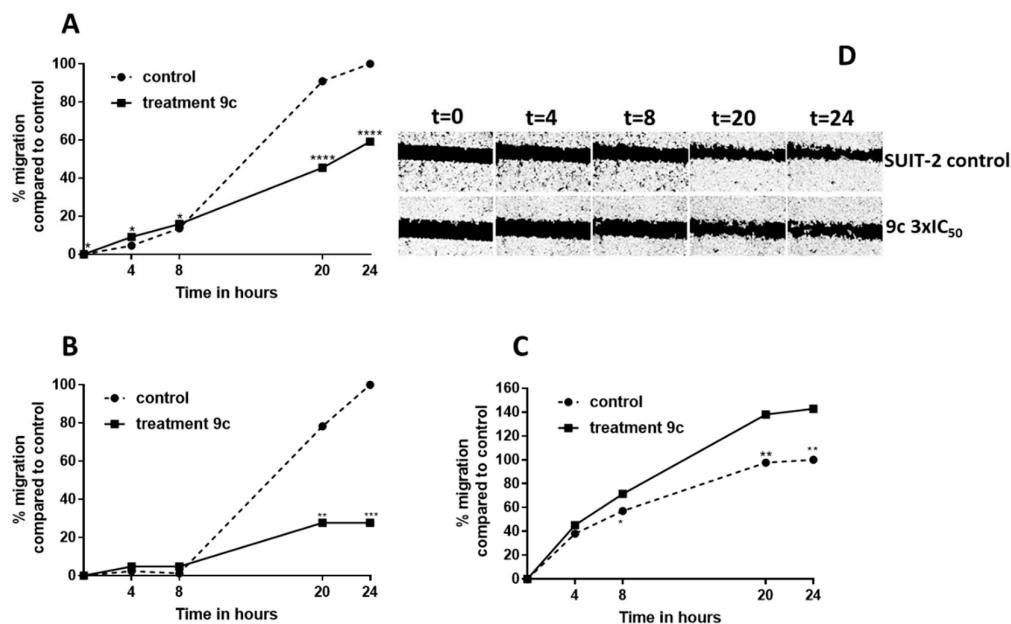 A
% migration
compared to control
100
80
60
40
20
0
control
treatment 9c
*
*
*
****
****
4
8
20
24
Time in hours
D
t=0
t=4
t=8
t=20
t=24
SUIT-2 control
9c 3xIC50
B
% migration
compared to control
100
80
60
40
20
0
control
treatment 9c
**
***
4
8
20
24
Time in hours
C
% migration
compared to control
160
140
120
100
80
60
40
20
0
control
treatment 9c
*
**
**
4
8
20
24
Time in hours